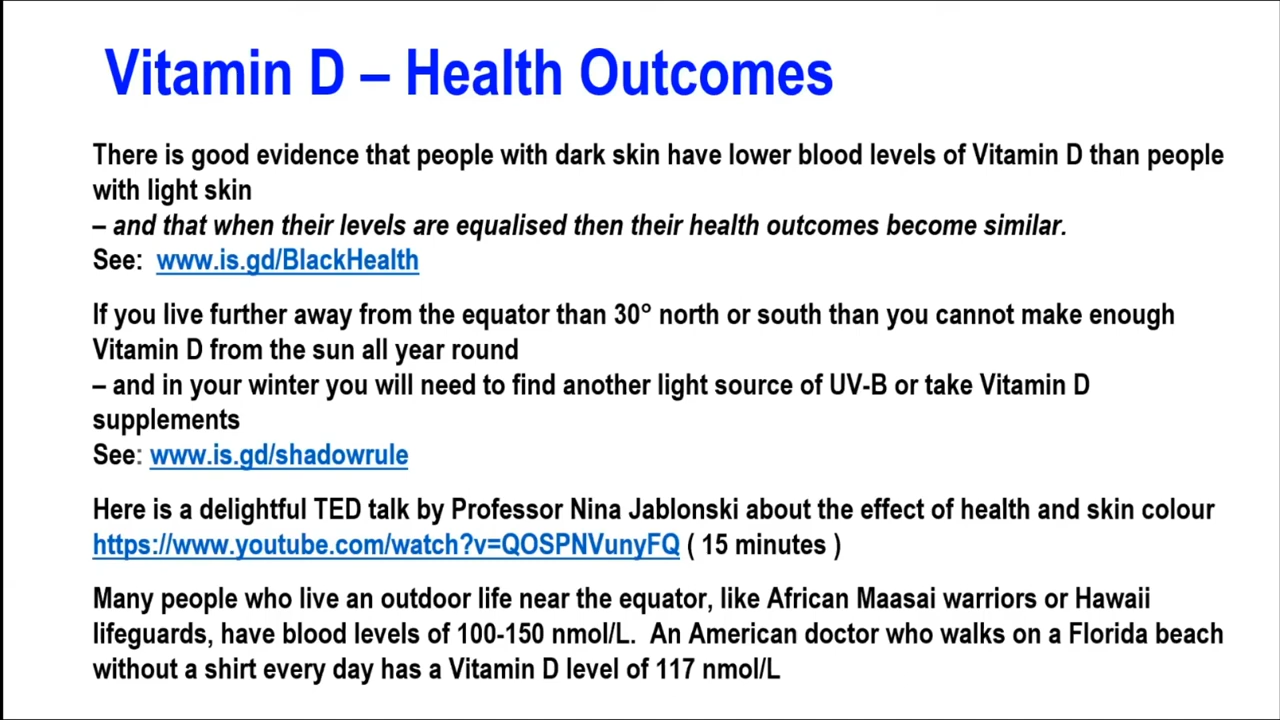 Vitamin D – Health Outcomes
There is good evidence that people with dark skin have lower blood levels of Vitamin D than people
with light skin
– and that when their levels are equalised then their health outcomes become similar.
See: www.is.gd/BlackHealth
If you live further away from the equator than 30° north or south than you cannot make enough
Vitamin D from the sun all year round
– and in your winter you will need to find another light source of UV-B or take Vitamin D
supplements
See: www.is.gd/shadowrule
Here is a delightful TED talk by Professor Nina Jablonski about the effect of health and skin colour
https://www.youtube.com/watch?v=QOSPNVunyFQ ( 15 minutes )
Many people who live an outdoor life near the equator, like African Maasai warriors or Hawaii
lifeguards, have blood levels of 100-150 nmol/L. An American doctor who walks on a Florida beach
without a shirt every day has a Vitamin D level of 117 nmol/L